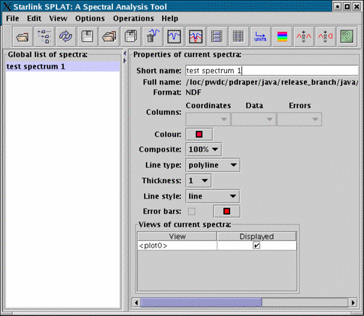 Starlink SPLAT: A Spectral Analysis Tool
File Edit View Options Operations Help
Global list of spectra:
test spectrum 1
Properties of current spectra:
Short name: test spectrum 1
Full name: /loc/pwdc/pdraper/java/release_branch/java/
Format: NDF
Coordinates Data Errors
Columns:
Colour:
Composite: 100%
Line type: polyline
Thickness: 1
Line style: line
Error bars:
Views of current spectra:
View Displayed
<plot0>